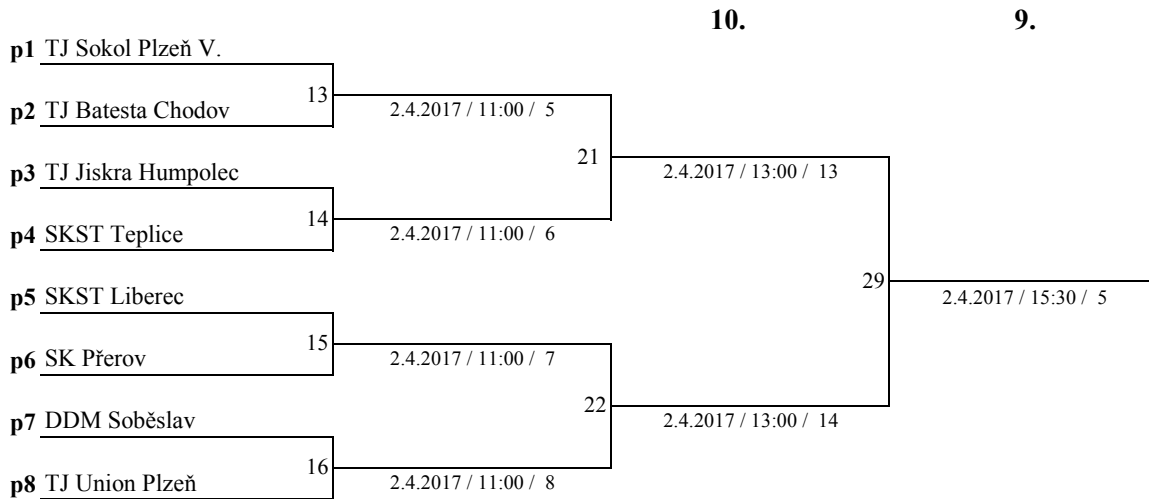 10. 9.
p1 TJ Sokol Plzeň V.
13
p2 TJ Batesta Chodov
2.4.2017 / 11:00 / 5
21
p3 TJ Jiskra Humpolec
2.4.2017 / 13:00 / 13
14
p4 SKST Teplice
2.4.2017 / 11:00 / 6
29
p5 SKST Liberec
2.4.2017 / 15:30 / 5
15
p6 SK Přerov
2.4.2017 / 11:00 / 7
22
p7 DDM Soběslav
2.4.2017 / 13:00 / 14
16
p8 TJ Union Plzeň
2.4.2017 / 11:00 / 8